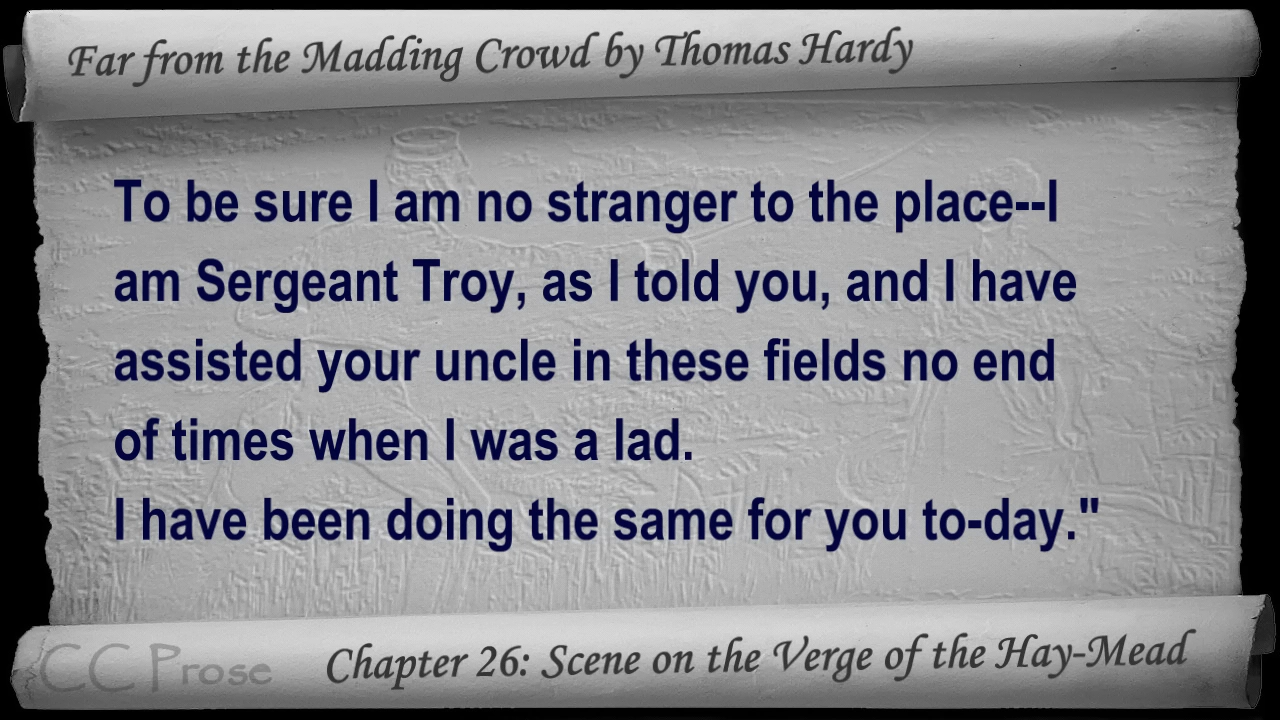 Far from the Madding Crowd by Thomas Hardy
To be sure I am no stranger to the place--I
am Sergeant Troy, as I told you, and I have
assisted your uncle in these fields no end
of times when I was a lad.
I have been doing the same for you to-day."
CC Prose
Chapter 26: Scene on the Verge of the Hay-Mead